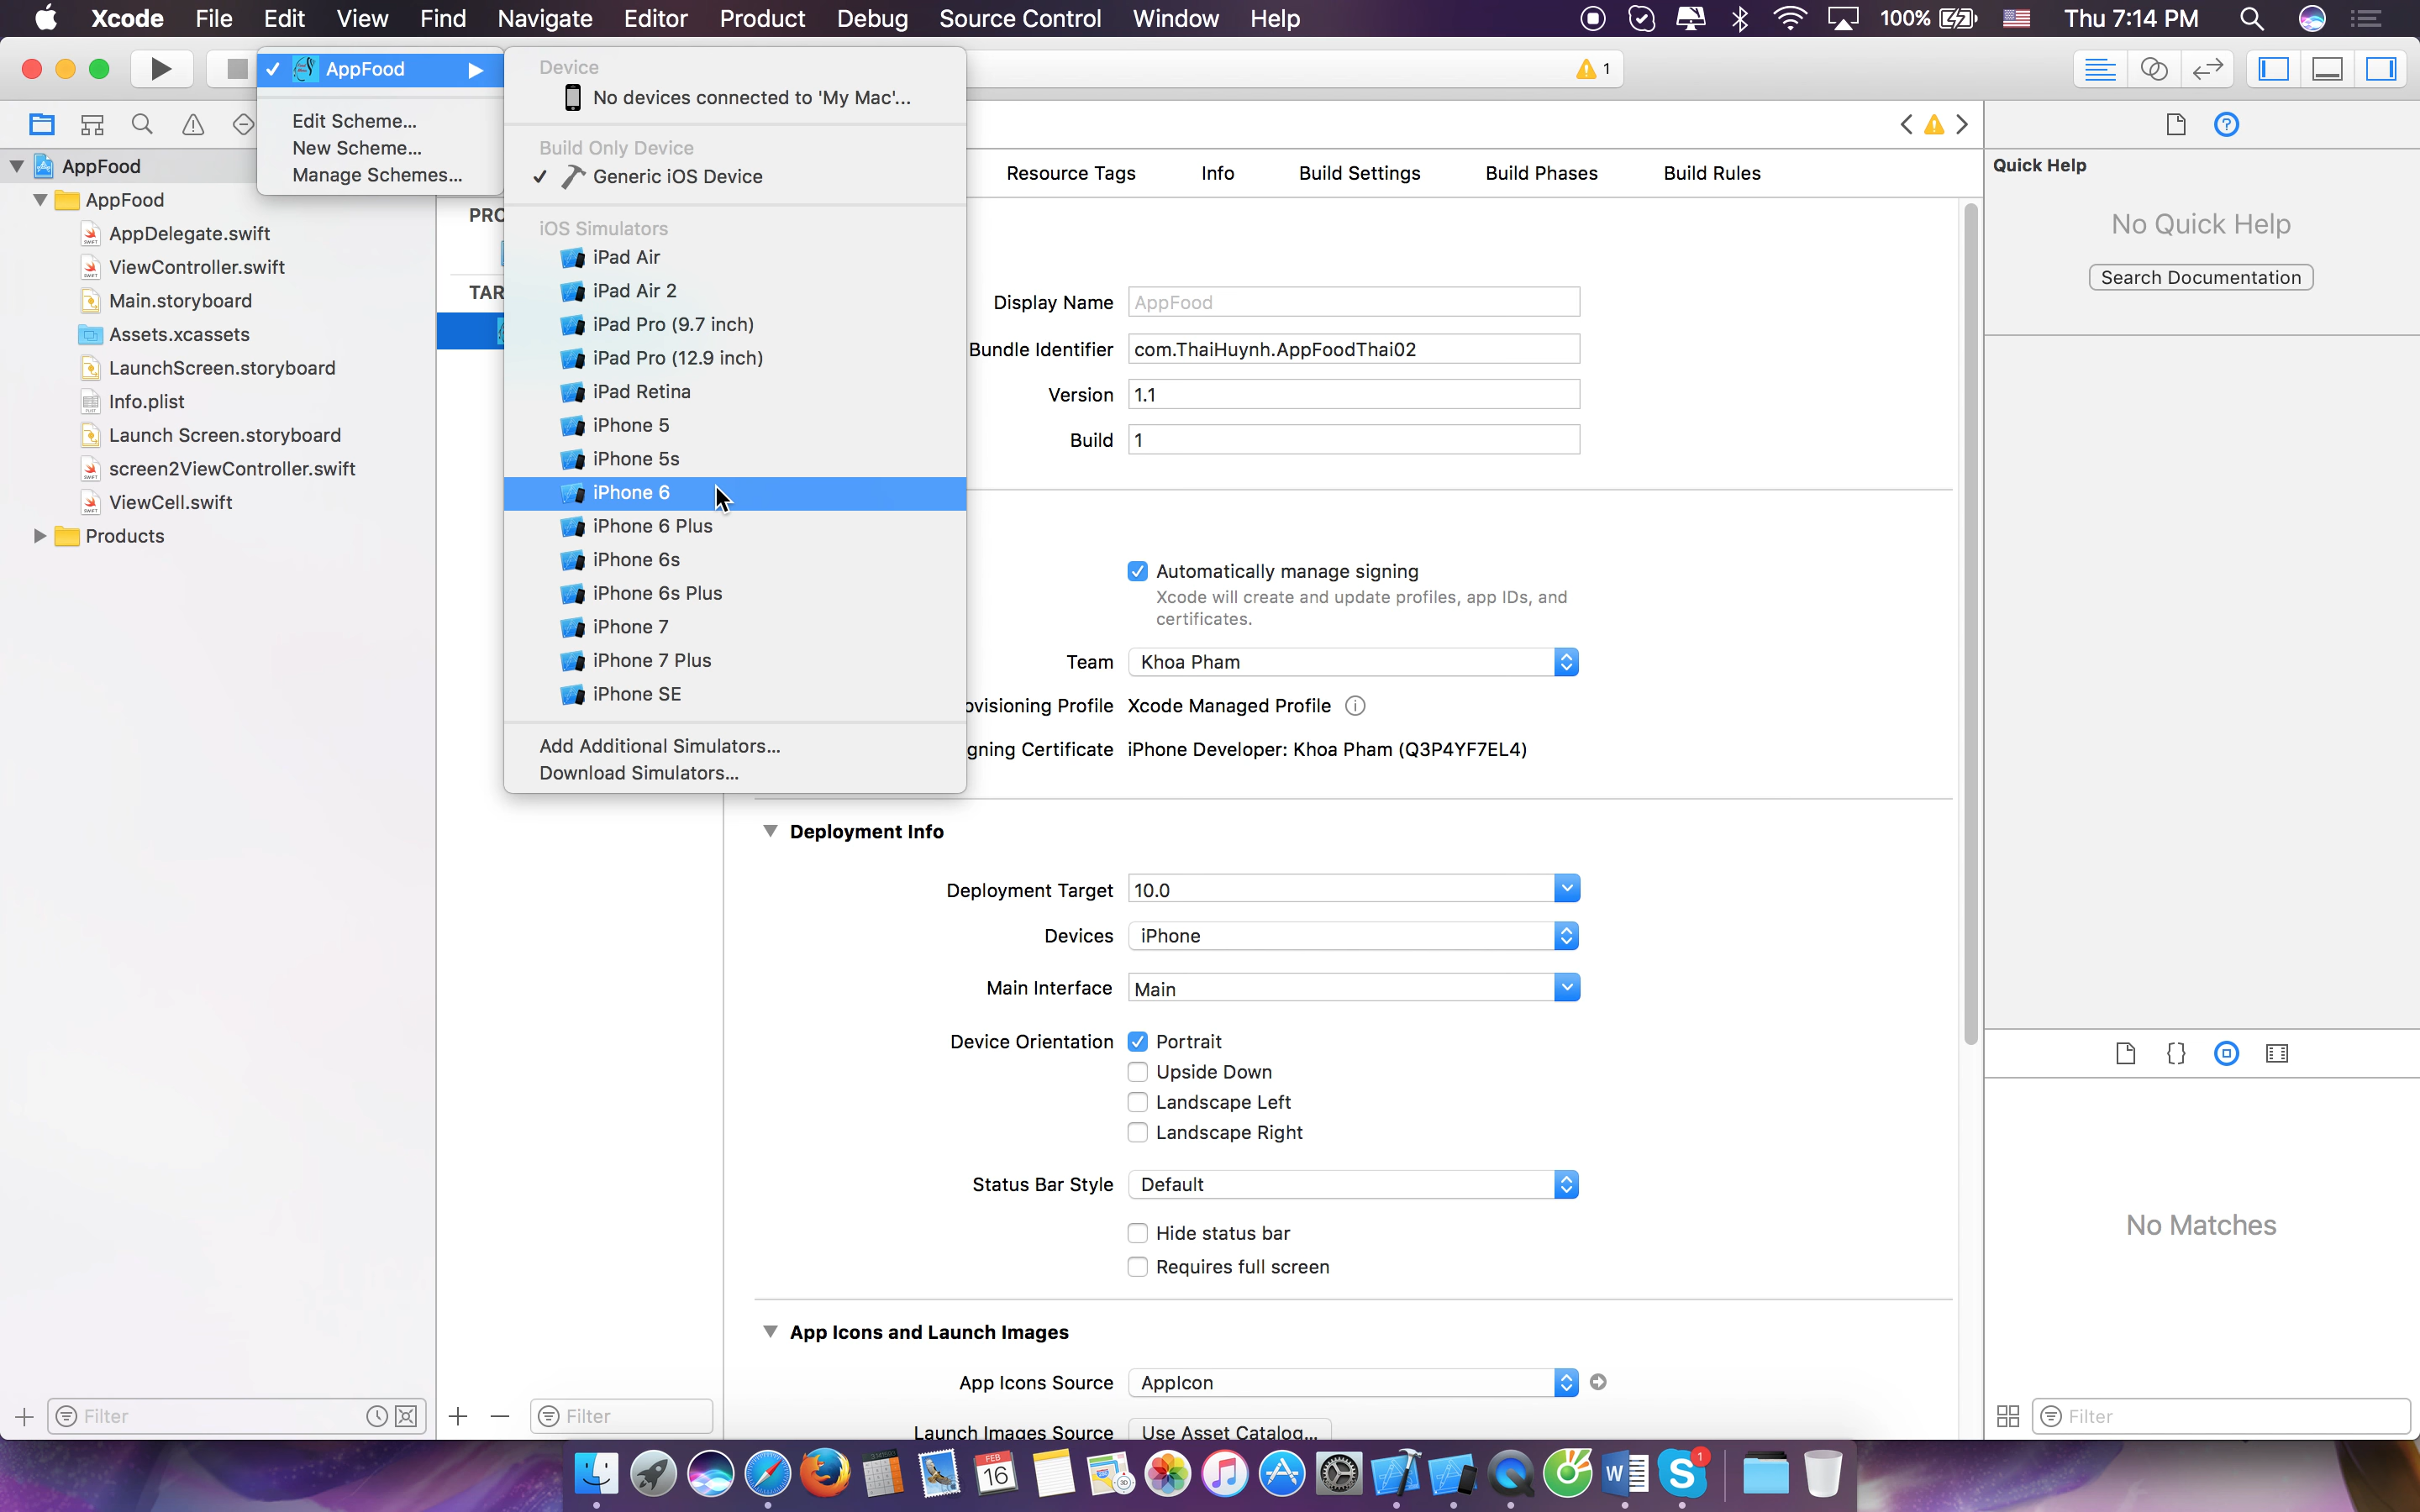 Xcode File Edit View Find Navigate Editor Product Debug Source Control Window Help 100% Thu 7:14 PM
AppFood
1
Edit Scheme...
New Scheme...
Manage Schemes...
Device
No devices connected to 'My Mac'...
Build Only Device
Generic iOS Device
iOS Simulators
iPad Air
iPad Air 2
iPad Pro (9.7 inch)
iPad Pro (12.9 inch)
iPad Retina
iPhone 5
iPhone 5s
iPhone 6
iPhone 6 Plus
iPhone 6s
iPhone 6s Plus
iPhone 7
iPhone 7 Plus
iPhone SE
Add Additional Simulators...
Download Simulators...
AppFood
AppFood
AppDelegate.swift
ViewController.swift
Main.storyboard
Assets.xcassets
LaunchScreen.storyboard
Info.plist
Launch Screen.storyboard
screen2ViewController.swift
ViewCell.swift
Products
Filter
PRO
TAR
Filter
Resource Tags Info Build Settings Build Phases Build Rules
Display Name AppFood
Bundle Identifier com.ThaiHuynh.AppFoodThai02
Version 1.1
Build 1
Automatically manage signing
Xcode will create and update profiles, app IDs, and
certificates.
Team Khoa Pham
ovisioning Profile Xcode Managed Profile
gning Certificate iPhone Developer: Khoa Pham (Q3P4YF7EL4)
Deployment Info
Deployment Target 10.0
Devices iPhone
Main Interface Main
Device Orientation Portrait
Upside Down
Landscape Left
Landscape Right
Status Bar Style Default
Hide status bar
Requires full screen
App Icons and Launch Images
App Icons Source AppIcon
Launch Images Source Use Asset Catalog...
Quick Help
No Quick Help
Search Documentation
No Matches
Filter
FEB
16
W
S
1